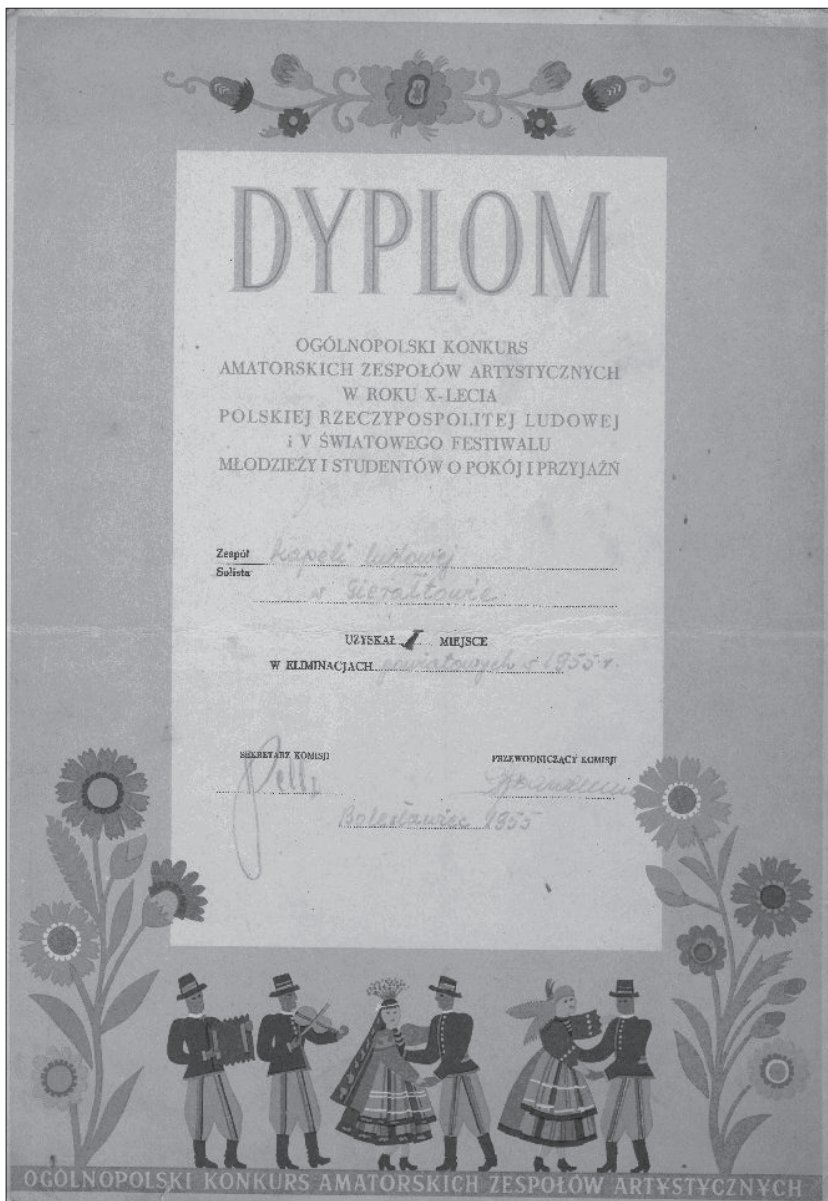 DYPLOM
OGÓLNOPOLSKI KONKURS
AMATORSKICH ZESPOŁÓW ARTYSTYCZNYCH
W ROKU X-LECIA
POLSKIEJ RZECZYPOSPOLITEJ LUDOWEJ
i V ŚWIATOWEGO FESTIWALU
MŁODZIEŻY I STUDENTÓW O POKÓJ I PRZYJAŹŃ
Zespół Kapeli ludowej
Solista
w Gierałtowie
UZYSKAŁ I MIEJSCE
W ELIMINACJACH powiatowych 1955 r.
SEKRETARZ KOMISJI
PRZEWODNICZĄCY KOMISJI
Bolesławiec 1955
OGÓLNOPOLSKI KONKURS AMATORSKICH ZESPOŁÓW ARTYSTYCZNYCH